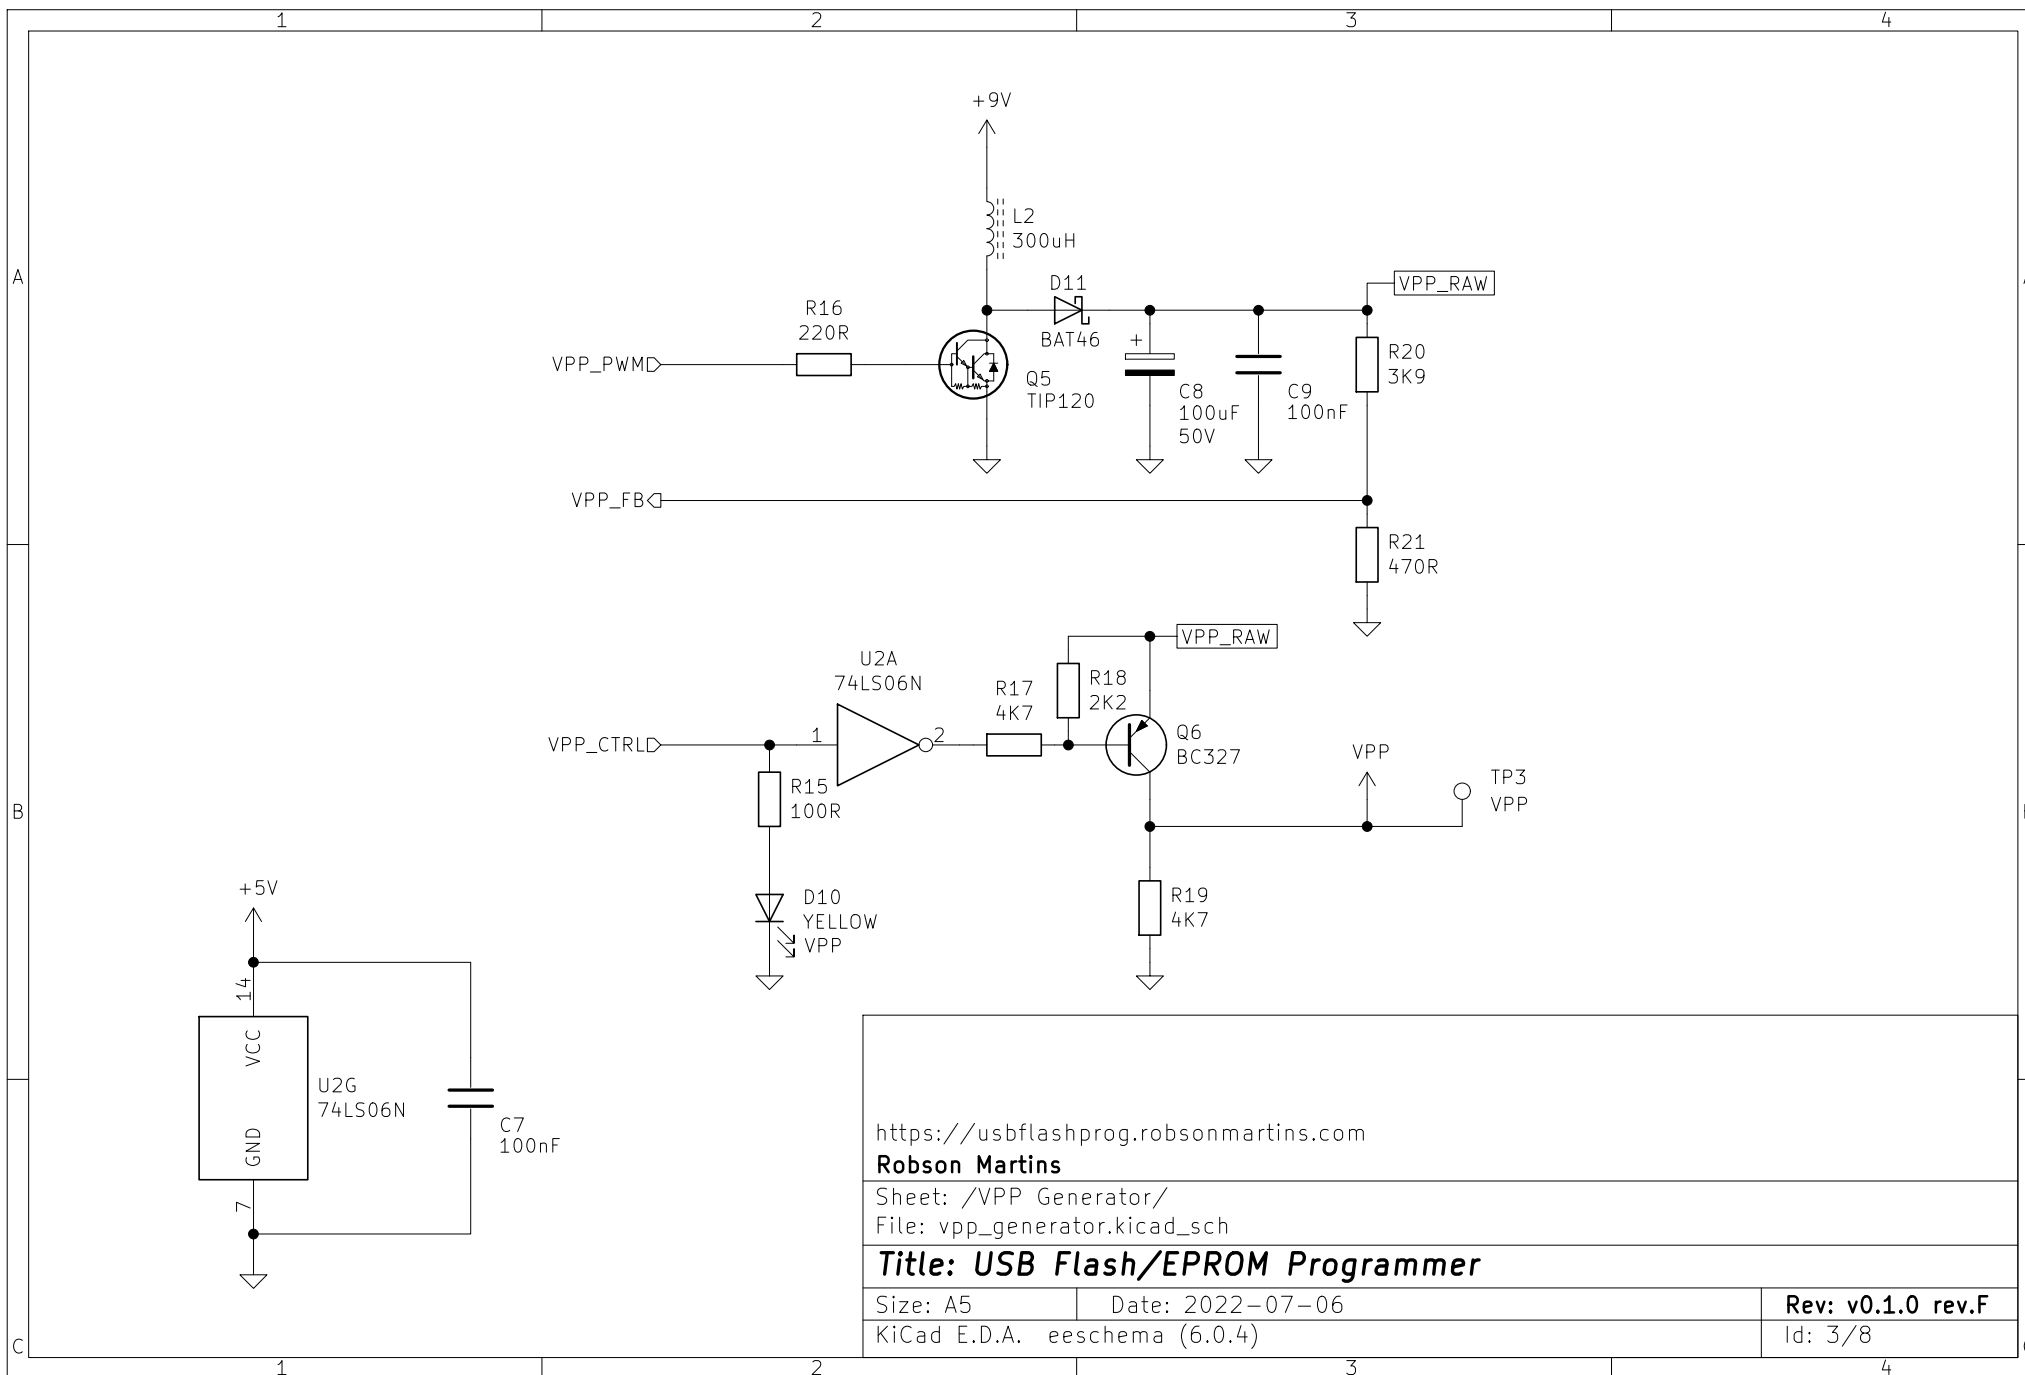 1 2 3 4
+9V
L2
300uH
A
D11
BAT46
VPP_RAW
R16
220R
VPP_PWM
Q5
TIP120
+
C8
100uF
50V
C9
100nF
R20
3K9
VPP_FB
R21
470R
VPP_RAW
U2A
74LS06N
R17
4K7
R18
2K2
VPP_CTRL
1
2
Q6
BC327
VPP
TP3
VPP
R15
100R
B
D10
YELLOW
VPP
R19
4K7
+5V
14
VCC
GND
7
U2G
74LS06N
C7
100nF
https://usbflashprog.robsonmartins.com
Robson Martins
Sheet: /VPP Generator/
File: vpp_generator.kicad_sch
Title: USB Flash/EPROM Programmer
Size: A5 Date: 2022-07-06 Rev: v0.1.0 rev.F
KiCad E.D.A. eeschema (6.0.4) Id: 3/8
C
1 2 3 4